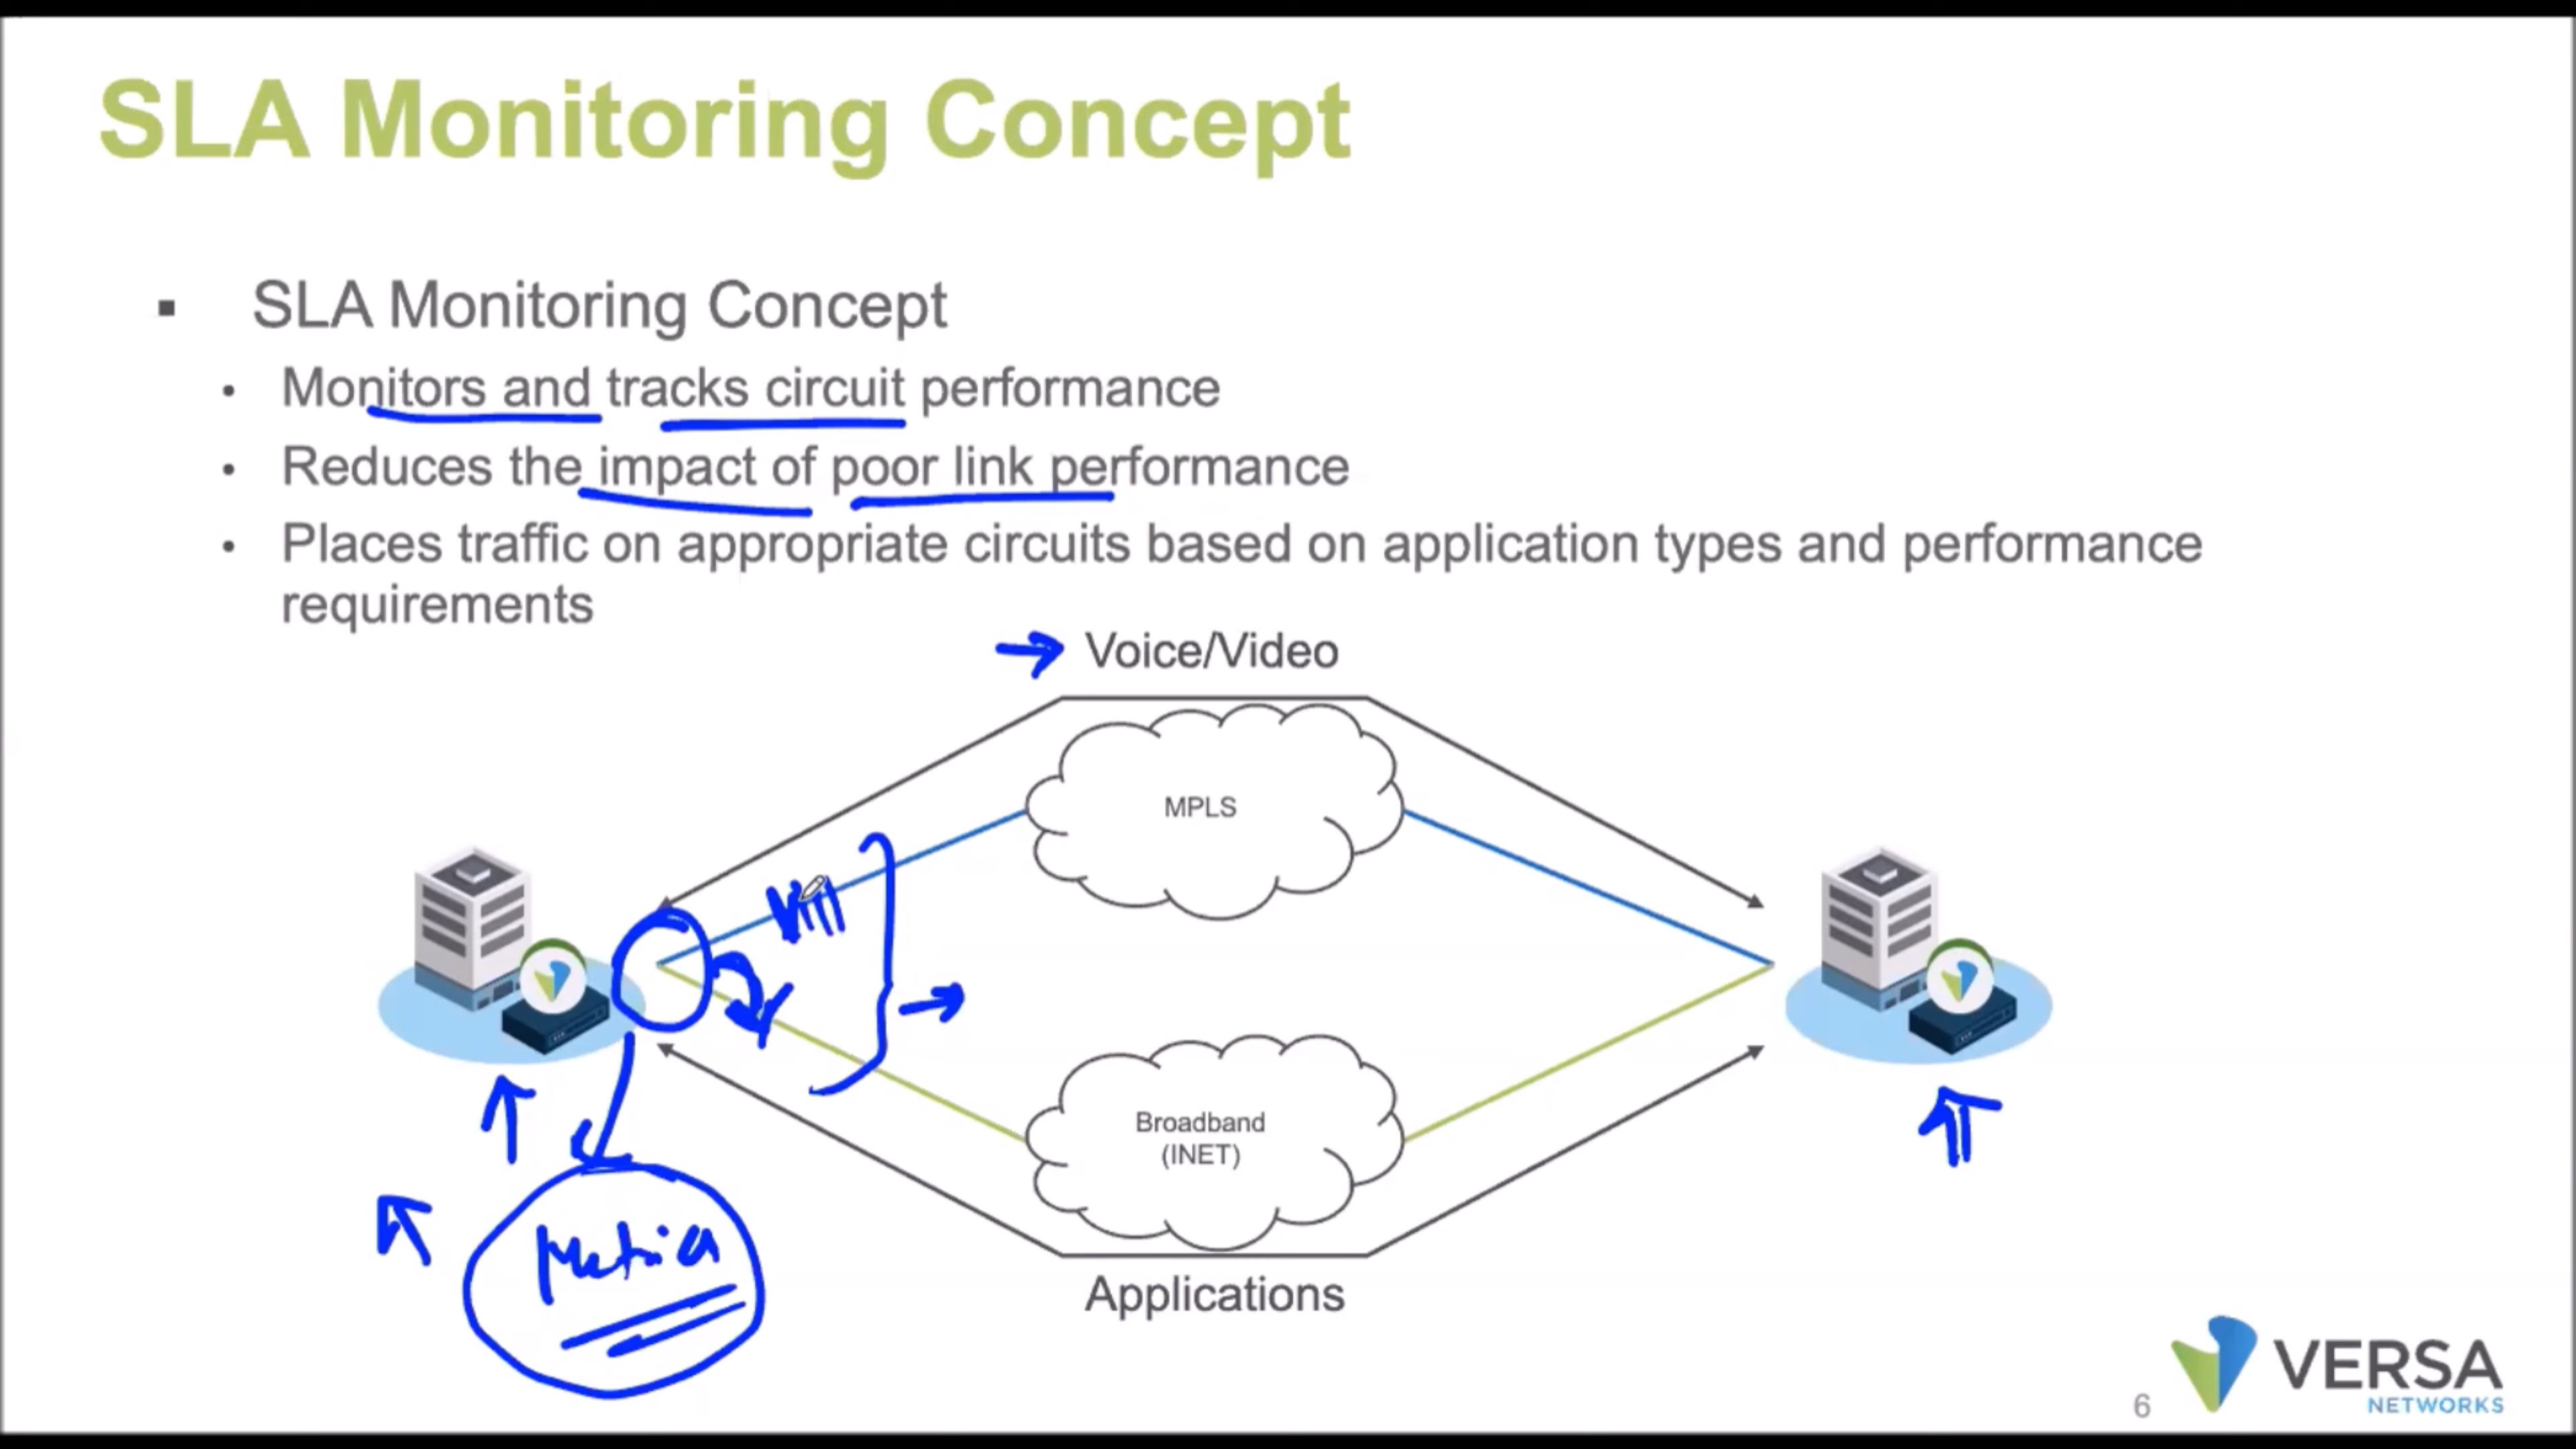 SLA Monitoring Concept
▪ SLA Monitoring Concept
• Monitors and tracks circuit performance
• Reduces the impact of poor link performance
• Places traffic on appropriate circuits based on application types and performance
requirements
Voice/Video
MPLS
Broadband
(INET)
Applications
VERSA
NETWORKS
6